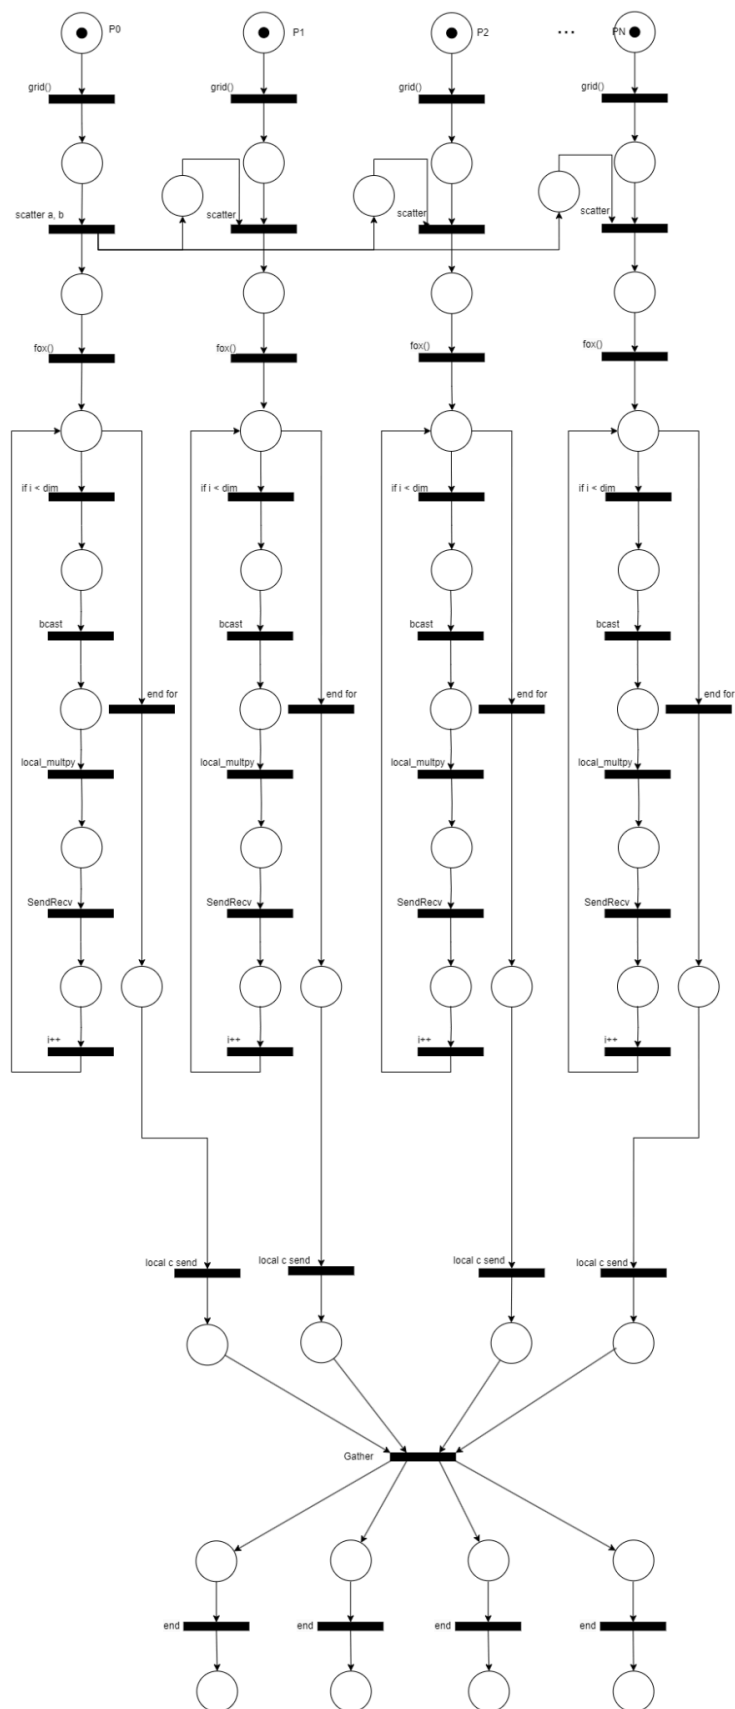 P0
P1
P2
...
PN
grid()
grid()
grid()
grid()
scatter a, b
scatter
scatter
scatter
fox()
fox()
fox()
fox()
if i < dim
if i < dim
if i < dim
if i < dim
bcast
bcast
bcast
bcast
end for
end for
end for
end for
local_multpy
local_multpy
local_multpy
local_multpy
SendRecv
SendRecv
SendRecv
SendRecv
i++
i++
i++
i++
local c send
local c send
local c send
local c send
Gather
end
end
end
end